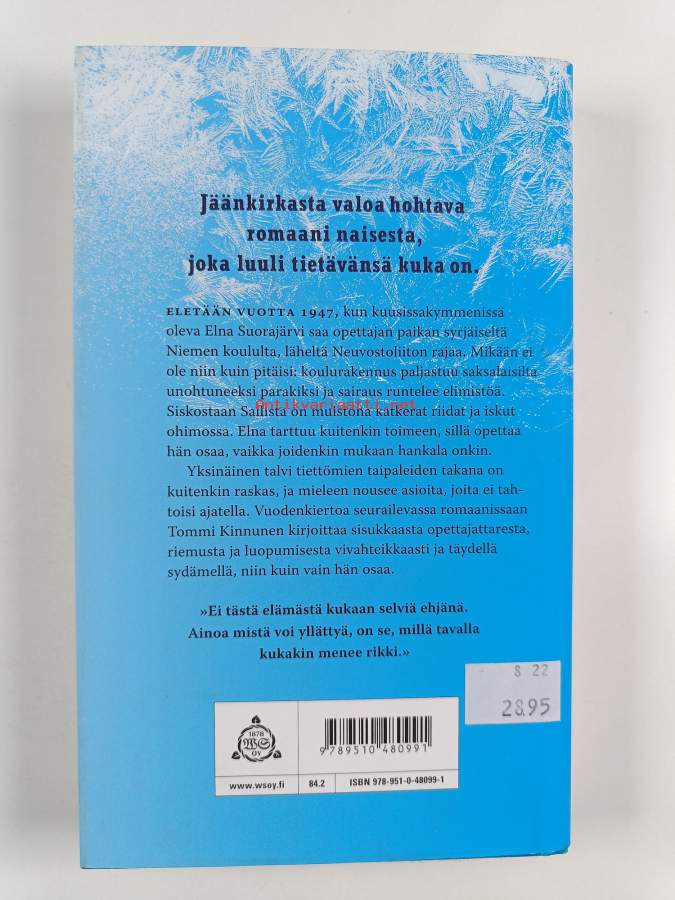 Jäänkirkasta valoa hohtava
romaani naisesta,
joka luuli tietävänsä kuka on.
ELETÄÄN VUOTTA 1947, kun kuusissakymmenissä
oleva Elna Suorajärvi saa opettajan paikan syrjäiseltä
Niemen koululta, läheltä Neuvostoliiton rajaa. Mikään ei
ole niin kuin pitäisi: koulurakennus paljastuu saksalaisilta
unohtuneeksi parakiksi ja sairaus runtelee elimistöä.
Antikvariaatti.net
Siskostaan Sallista on muistona katkerat riidat ja iskut
ohimossa. Elna tarttuu kuitenkin toimeen, sillä opettaa
hän osaa, vaikka joidenkin mukaan hankala onkin.
Yksinäinen talvi tiettömien taipaleiden takana on
kuitenkin raskas, ja mieleen nousee asioita, joita ei tah-
toisi ajatella. Vuodenkiertoa seurailevassa romaanissaan
Tommi Kinnunen kirjoittaa sisukkaasta opettajattaresta,
riemusta ja luopumisesta vivahteikkaasti ja täydellä
sydämellä, niin kuin vain hän osaa.
»Ei tästä elämästä kukaan selviä ehjänä.
Ainoa mistä voi yllättyä, on se, millä tavalla
kukakin menee rikki.»
8 22
28.95
1878
WS
OY
9 789510 480991
www.wsoy.fi
84.2
ISBN 978-951-0-48099-1